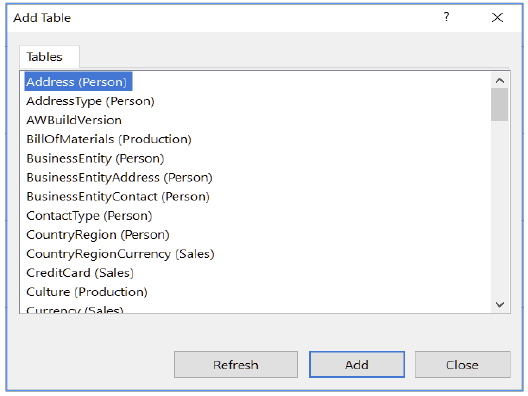 Add Table
?
Tables
Address (Person)
AddressType (Person)
AWBuildVersion
BillOfMaterials (Production)
BusinessEntity (Person)
BusinessEntityAddress (Person)
BusinessEntityContact (Person)
ContactType (Person)
CountryRegion (Person)
CountryRegionCurrency (Sales)
CreditCard (Sales)
Culture (Production)
Currency (Sales)
Refresh Add Close